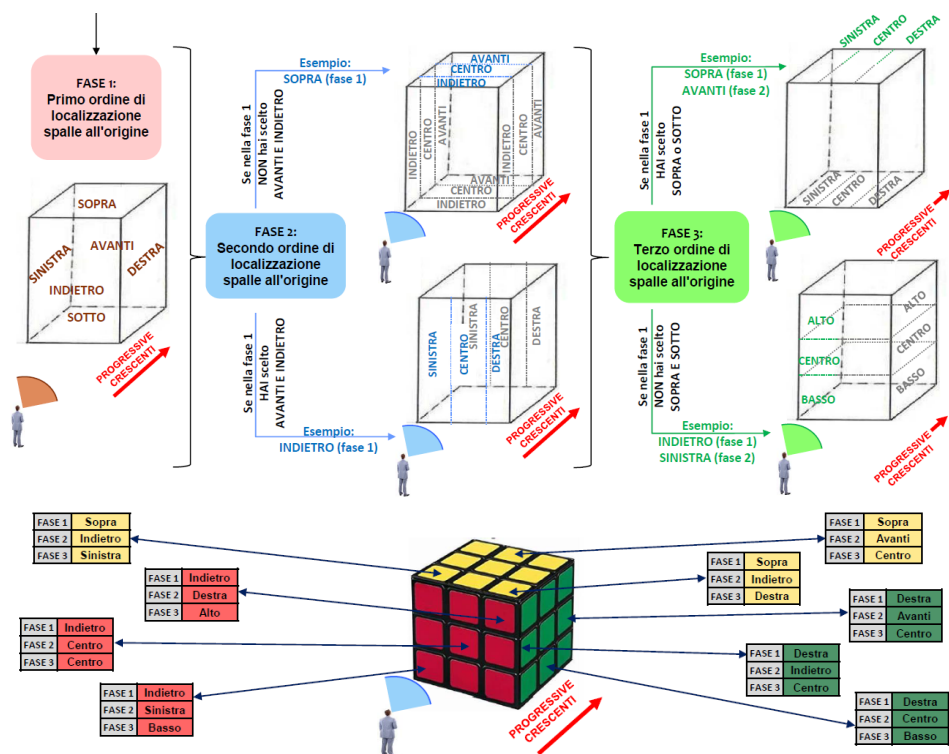 FASE 1:
Primo ordine di
localizzazione
spalle all'origine
SOPRA
AVANTI
SINISTRA
DESTRA
INDIETRO
SOTTO
PROGRESSIVE
CRESCENTI
Se nella fase 1
NON hai scelto
AVANTI E INDIETRO
Esempio:
SOPRA (fase 1)
AVANTI
CENTRO
INDIETRO
INDIETRO
CENTRO
AVANTI
INDIETRO
CENTRO
AVANTI
AVANTI
CENTRO
INDIETRO
PROGRESSIVE
CRESCENTI
FASE 2:
Secondo ordine di
localizzazione
spalle all'origine
Se nella fase 1
HAI scelto
AVANTI E INDIETRO
Esempio:
INDIETRO (fase 1)
SINISTRA
CENTRO
DESTRA
SINISTRA
CENTRO
DESTRA
PROGRESSIVE
CRESCENTI
Se nella fase 1
HAI scelto
SOPRA o SOTTO
Esempio:
SOPRA (fase 1)
AVANTI (fase 2)
SINISTRA
CENTRO
DESTRA
SINISTRA
CENTRO
DESTRA
PROGRESSIVE
CRESCENTI
FASE 3:
Terzo ordine di
localizzazione
spalle all'origine
Se nella fase 1
NON hai scelto
SOPRA E SOTTO
Esempio:
INDIETRO (fase 1)
SINISTRA (fase 2)
ALTO
CENTRO
BASSO
ALTO
CENTRO
BASSO
PROGRESSIVE
CRESCENTI
FASE 1 Sopra
FASE 2 Indietro
FASE 3 Sinistra
FASE 1 Indietro
FASE 2 Destra
FASE 3 Alto
FASE 1 Indietro
FASE 2 Centro
FASE 3 Centro
FASE 1 Indietro
FASE 2 Sinistra
FASE 3 Basso
FASE 1 Sopra
FASE 2 Avanti
FASE 3 Centro
FASE 1 Sopra
FASE 2 Indietro
FASE 3 Destra
FASE 1 Destra
FASE 2 Avanti
FASE 3 Centro
FASE 1 Destra
FASE 2 Indietro
FASE 3 Centro
FASE 1 Destra
FASE 2 Centro
FASE 3 Basso
PROGRESSIVE
CRESCENTI